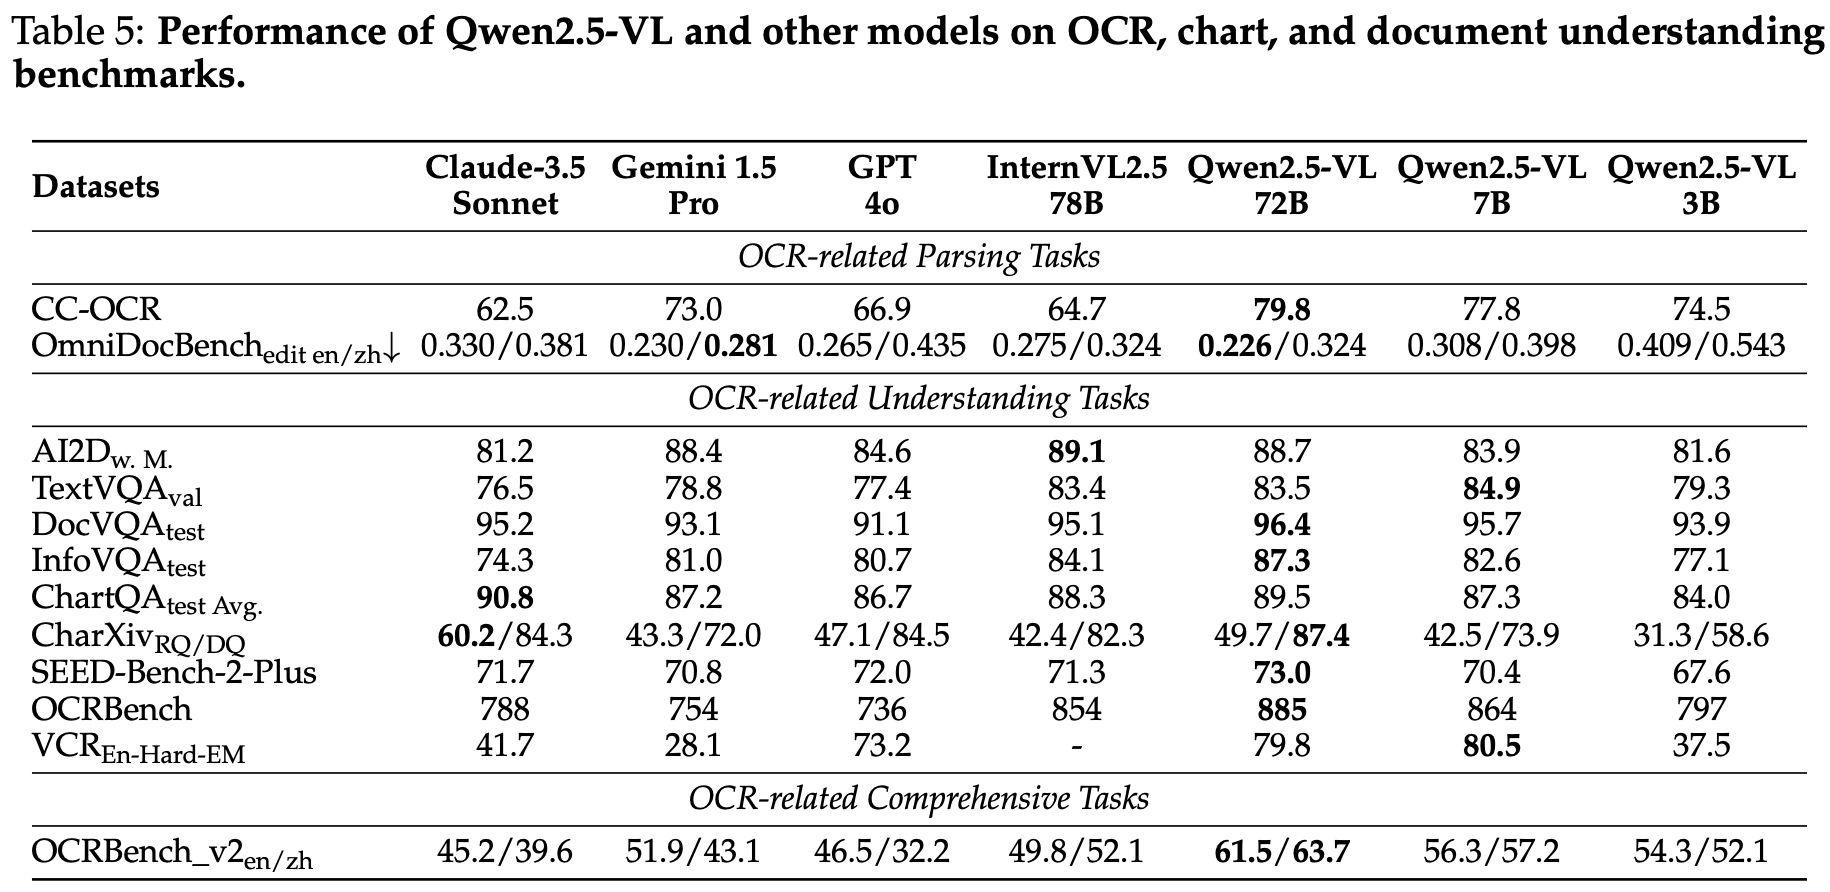 Table 5: Performance of Qwen2.5-VL and other models on OCR, chart, and document understanding
benchmarks.
Datasets Claude-3.5 Sonnet Gemini 1.5 Pro GPT 4o InternVL2.5 78B Qwen2.5-VL 72B Qwen2.5-VL 7B Qwen2.5-VL 3B
OCR-related Parsing Tasks
CC-OCR 62.5 73.0 66.9 64.7 79.8 77.8 74.5
OmniDocBench edit en/zh↓ 0.330/0.381 0.230/0.281 0.265/0.435 0.275/0.324 0.226/0.324 0.308/0.398 0.409/0.543
OCR-related Understanding Tasks
AI2D w. M. 81.2 88.4 84.6 89.1 88.7 83.9 81.6
TextVQA val 76.5 78.8 77.4 83.4 83.5 84.9 79.3
DocVQA test 95.2 93.1 91.1 95.1 96.4 95.7 93.9
InfoVQA test 74.3 81.0 80.7 84.1 87.3 82.6 77.1
ChartQA test Avg. 90.8 87.2 86.7 88.3 89.5 87.3 84.0
CharXiv RQ/DQ 60.2/84.3 43.3/72.0 47.1/84.5 42.4/82.3 49.7/87.4 42.5/73.9 31.3/58.6
SEED-Bench-2-Plus 71.7 70.8 72.0 71.3 73.0 70.4 67.6
OCRBench 788 754 736 854 885 864 797
VCR En-Hard-EM 41.7 28.1 73.2 - 79.8 80.5 37.5
OCR-related Comprehensive Tasks
OCRBench_v2 en/zh 45.2/39.6 51.9/43.1 46.5/32.2 49.8/52.1 61.5/63.7 56.3/57.2 54.3/52.1